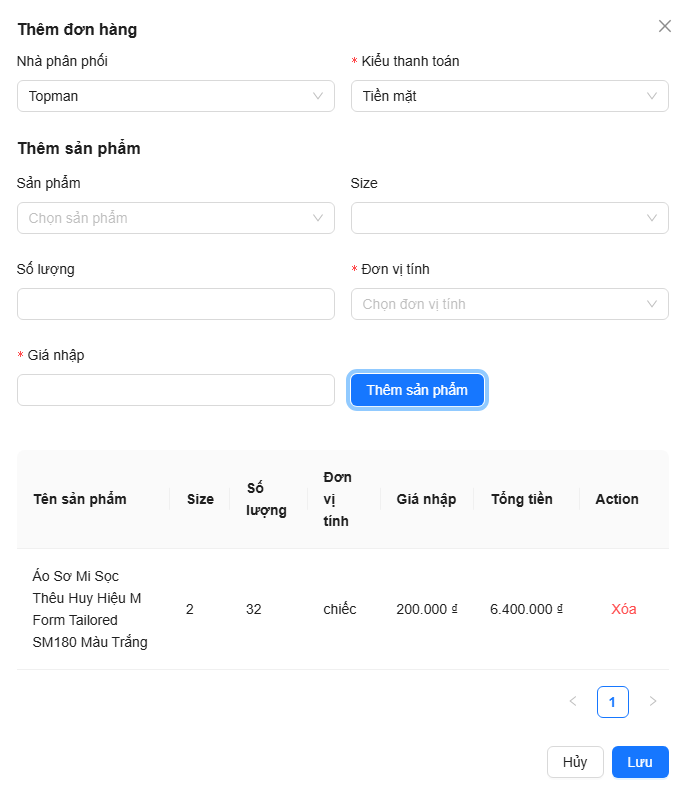 Thêm đơn hàng
Nhà phân phối
* Kiểu thanh toán
Topman
Tiền mặt
Thêm sản phẩm
Sản phẩm
Size
Chọn sản phẩm
Số lượng
* Đơn vị tính
Chọn đơn vị tính
* Giá nhập
Thêm sản phẩm
Tên sản phẩm
Size
Số
lượng
Đơn
vị
tính
Giá nhập
Tổng tiền
Action
Áo Sơ Mi Sọc
Thêu Huy Hiệu M
Form Tailored
SM180 Màu Trắng
2
32
chiếc
200.000 ₫
6.400.000 ₫
Xóa
1
Hủy
Lưu